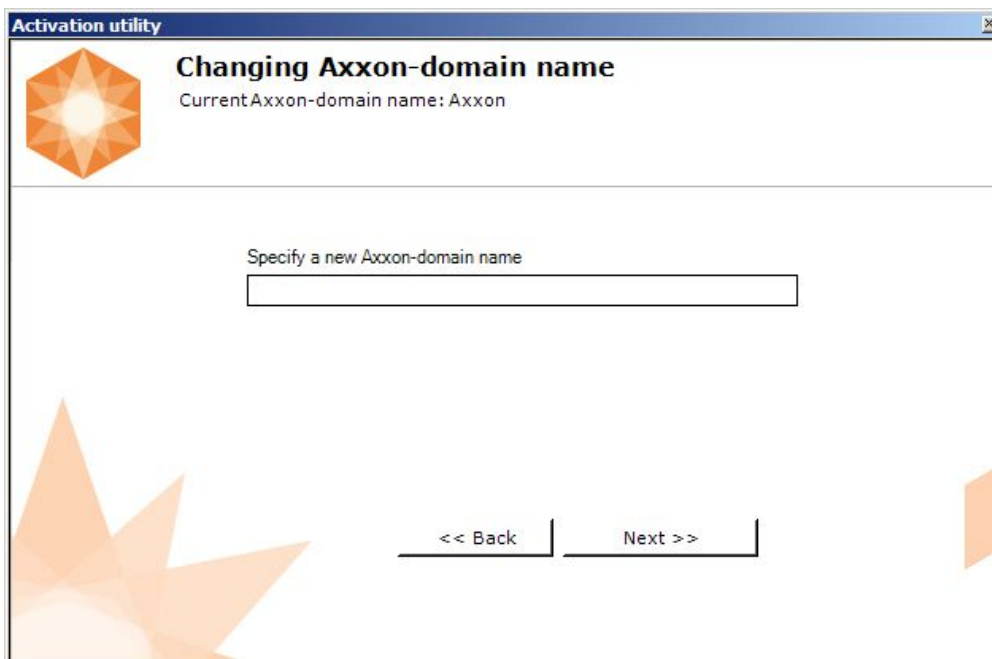 Activation utility
Changing Axxon-domain name
Current Axxon-domain name: Axxon
Specify a new Axxon-domain name
<< Back
Next >>